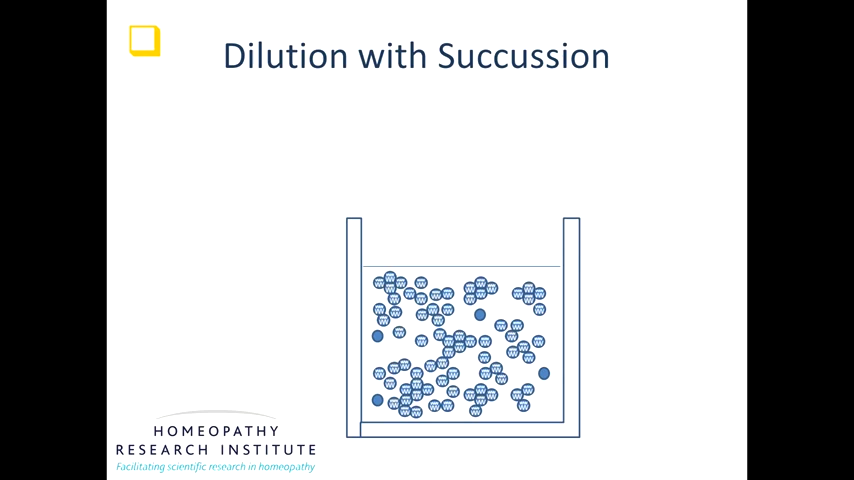 Dilution with Succussion
HOMEOPATHY
RESEARCH INSTITUTE
Facilitating scientific research in homeopathy